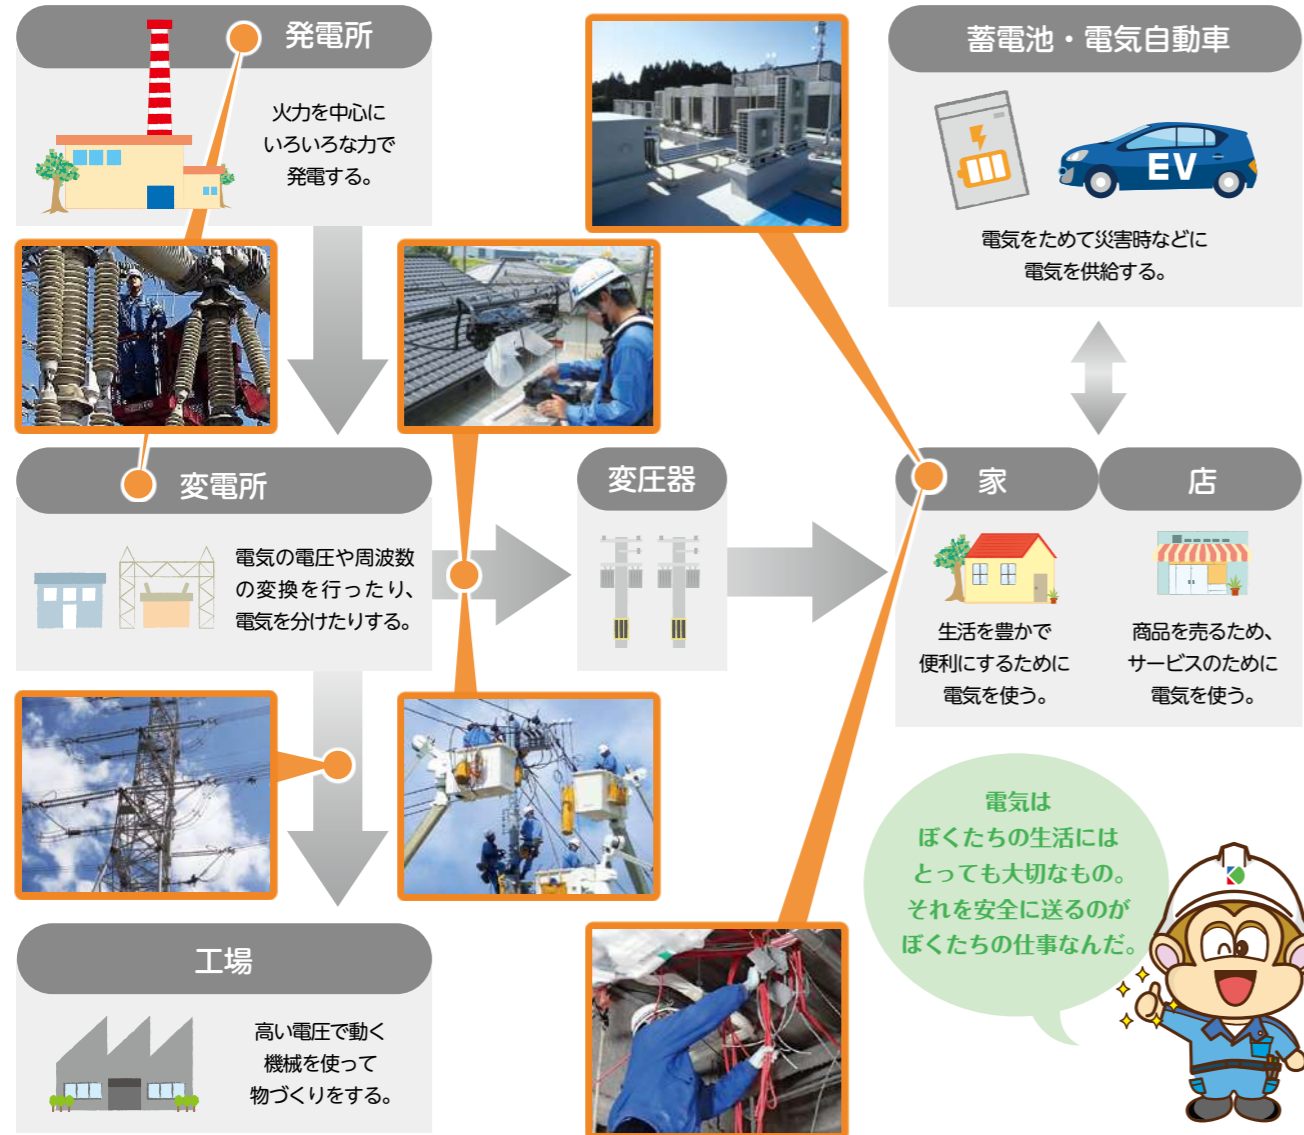 発電所
火力を中心に
いろいろな力で
発電する。
蓄電池・電気自動車
EV
電気をためて災害時などに
電気を供給する。
変電所
電気の電圧や周波数
の変換を行ったり、
電気を分けたりする。
変圧器
家
生活を豊かで
便利にするために
電気を使う。
店
商品を売るため、
サービスのために
電気を使う。
工場
高い電圧で動く
機械を使って
物づくりをする。
電気は
ぼくたちの生活には
とっても大切なもの。
それを安全に送るのが
ぼくたちの仕事なんだ。